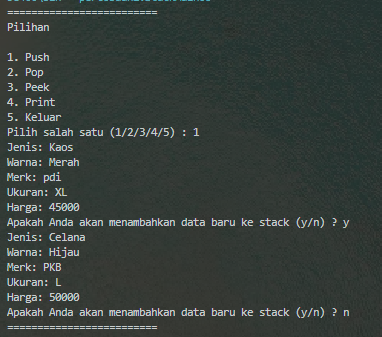 =========================
Pilihan

1. Push
2. Pop
3. Peek
4. Print
5. Keluar
Pilih salah satu (1/2/3/4/5) : 1
Jenis: Kaos
Warna: Merah
Merk: pdi
Ukuran: XL
Harga: 45000
Apakah Anda akan menambahkan data baru ke stack (y/n) ? y
Jenis: Celana
Warna: Hijau
Merk: PKB
Ukuran: L
Harga: 50000
Apakah Anda akan menambahkan data baru ke stack (y/n) ? n
=========================